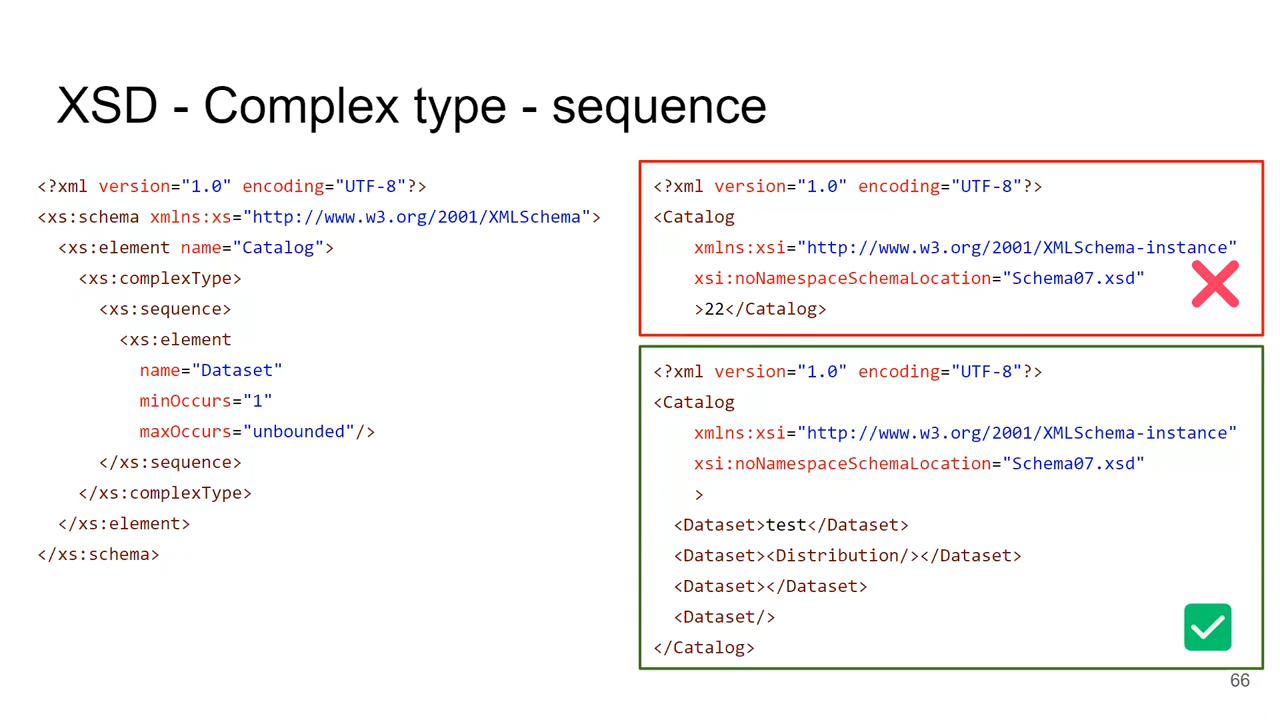 XSD - Complex type - sequence
<?xml version="1.0" encoding="UTF-8"?>
<xs:schema xmlns:xs="http://www.w3.org/2001/XMLSchema">
  <xs:element name="Catalog">
    <xs:complexType>
      <xs:sequence>
        <xs:element
          name="Dataset"
          minOccurs="1"
          maxOccurs="unbounded"/>
      </xs:sequence>
    </xs:complexType>
  </xs:element>
</xs:schema>
<?xml version="1.0" encoding="UTF-8"?>
<Catalog
    xmlns:xsi="http://www.w3.org/2001/XMLSchema-instance"
    xsi:noNamespaceSchemaLocation="Schema07.xsd"
    >22</Catalog>
<?xml version="1.0" encoding="UTF-8"?>
<Catalog
    xmlns:xsi="http://www.w3.org/2001/XMLSchema-instance"
    xsi:noNamespaceSchemaLocation="Schema07.xsd"
    >
  <Dataset>test</Dataset>
  <Dataset><Distribution/></Dataset>
  <Dataset></Dataset>
  <Dataset/>
</Catalog>
66